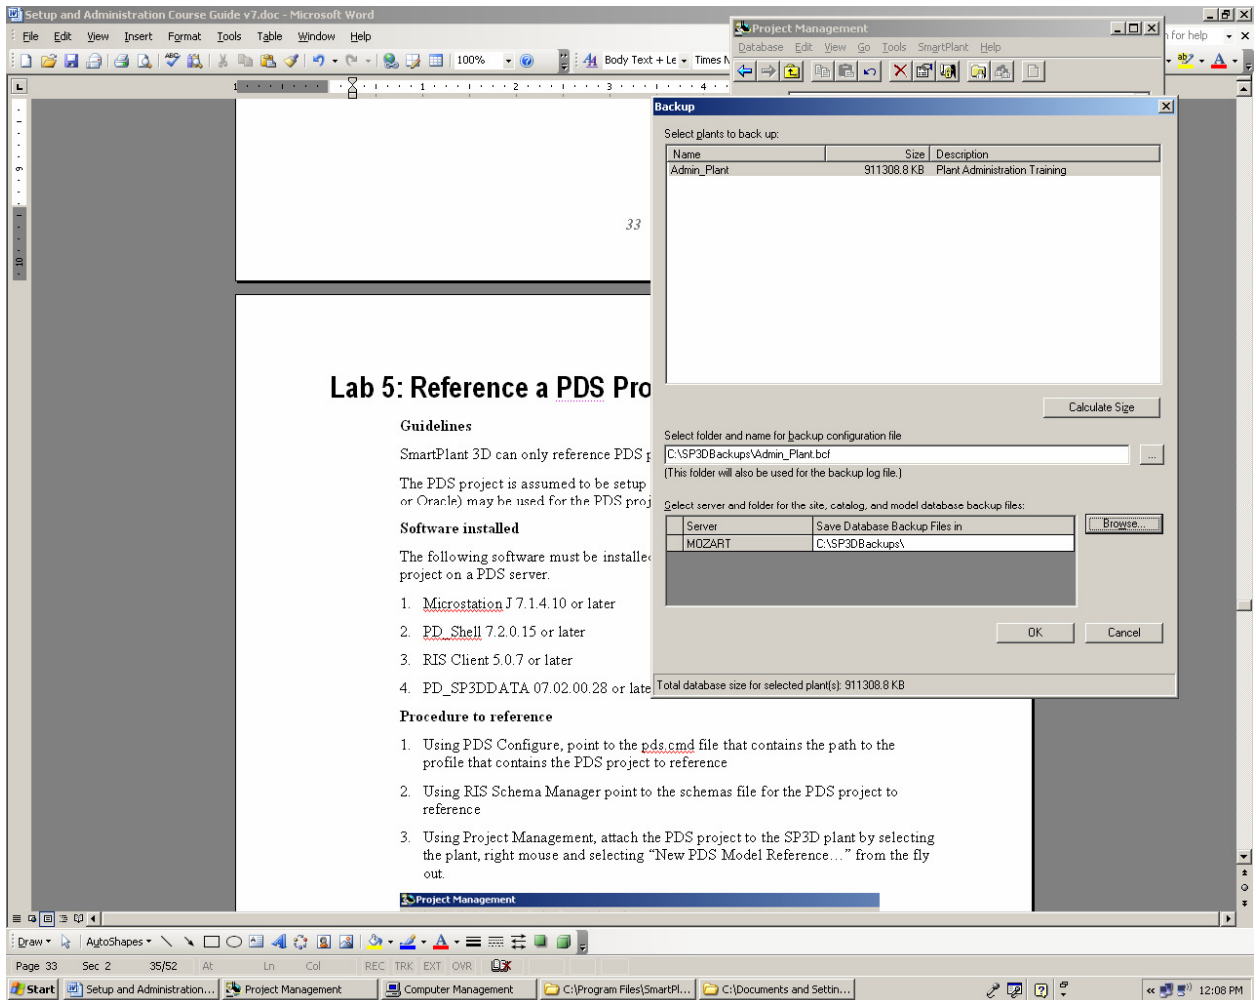 Setup and Administration Course Guide v7.doc - Microsoft Word
File Edit View Insert Format Tools Table Window Help
100%
Body Text + Le
Times N
Project Management
Database Edit View Go Tools SmartPlant Help
for help
33
Lab 5: Reference a PDS Pro
Guidelines
SmartPlant 3D can only reference PDS
The PDS project is assumed to be setup
or Oracle) may be used for the PDS proj
Software installed
The following software must be installe
project on a PDS server.
1. Microstation J 7.1.4.10 or later
2. PD_Shell 7.2.0.15 or later
3. RIS Client 5.0.7 or later
4. PD_SP3DDATA 07.02.00.28 or late
Procedure to reference
1. Using PDS Configure, point to the pds.cmd file that contains the path to the
profile that contains the PDS project to reference
2. Using RIS Schema Manager point to the schemas file for the PDS project to
reference
3. Using Project Management, attach the PDS project to the SP3D plant by selecting
the plant, right mouse and selecting “New PDS Model Reference…” from the fly
out.
Project Management
Backup
Select plants to back up:
Name Size Description
Admin_Plant 911308.8 KB Plant Administration Training
Calculate Size
Select folder and name for backup configuration file
C:\SP3DBackups\Admin_Plant.bcf
...
(This folder will also be used for the backup log file.)
Select server and folder for the site, catalog, and model database backup files:
Server Save Database Backup Files in
MOZART C:\SP3DBackups\
Browse...
OK Cancel
Total database size for selected plant(s): 911308.8 KB
Draw AutoShapes
Page 33 Sec 2 35/52 At Ln Col REC TRK EXT OVR
Start Setup and Administration... Project Management Computer Management C:\Program Files\SmartPl... C:\Documents and Settin... 12:08 PM